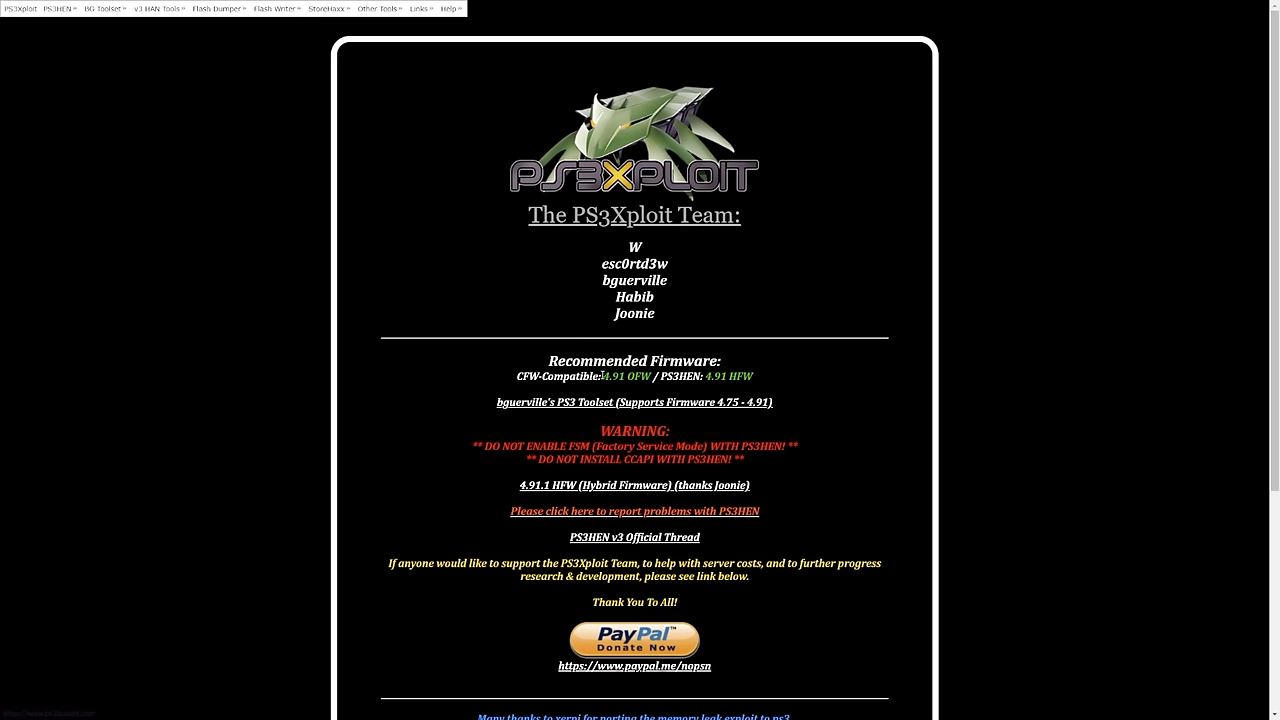 PS3Xploit PS3HEN BG Toolset v3 HAN Tools Flash Dumper Flash Writer StoreHaxx Other Tools Links Help
PS3XPLOIT
The PS3Xploit Team:
W
esc0rtd3w
bguerville
Habib
Joonie
Recommended Firmware:
CFW-Compatible: 4.91 OFW / PS3HEN: 4.91 HFW
bguerville's PS3 Toolset (Supports Firmware 4.75 - 4.91)
WARNING:
** DO NOT ENABLE FSM (Factory Service Mode) WITH PS3HEN! **
** DO NOT INSTALL CCAPI WITH PS3HEN! **
4.91.1 HFW (Hybrid Firmware) (thanks Joonie)
Please click here to report problems with PS3HEN
PS3HEN v3 Official Thread
If anyone would like to support the PS3Xploit Team, to help with server costs, and to further progress
research & development, please see link below.
Thank You To All!
PayPal™
Donate Now
https://www.paypal.me/nopsn
Many thanks to xerpi for porting the memory leak exploit to ps3